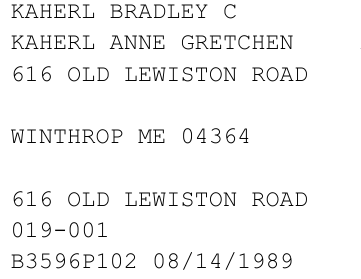 KAHERL BRADLEY C
KAHERL ANNE GRETCHEN
616 OLD LEWISTON ROAD
WINTHROP ME 04364
616 OLD LEWISTON ROAD
019-001
B3596P102 08/14/1989